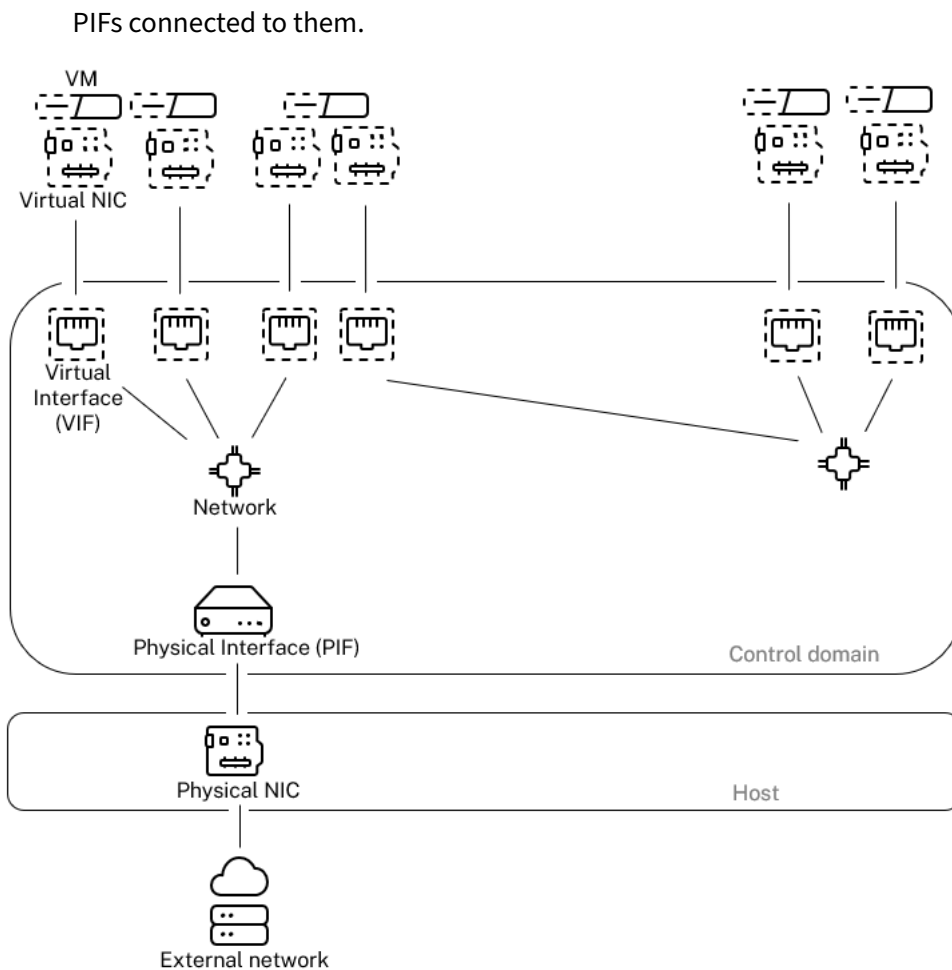 PIFs connected to them.
VM
Virtual NIC
Virtual
Interface
(VIF)
Network
Physical Interface (PIF)
Control domain
Physical NIC
Host
External network